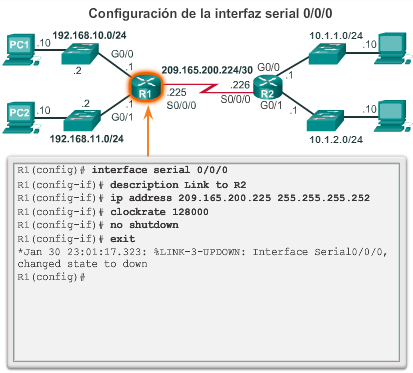 Configuración de la interfaz serial 0/0/0
192.168.10.0/24
10.1.1.0/24
PC1
.10
G0/0
.2
.1
209.165.200.224/30
G0/0
.1
.10
R1
.225
.226
R2
S0/0/0
S0/0/0
.2
.1
G0/1
G0/1
.1
.10
PC2
.10
192.168.11.0/24
10.1.2.0/24
R1(config)# interface serial 0/0/0
R1(config-if)# description Link to R2
R1(config-if)# ip address 209.165.200.225 255.255.255.252
R1(config-if)# clockrate 128000
R1(config-if)# no shutdown
R1(config-if)# exit
*Jan 30 23:01:17.323: %LINK-3-UPDOWN: Interface Serial0/0/0,
changed state to down
R1(config)#